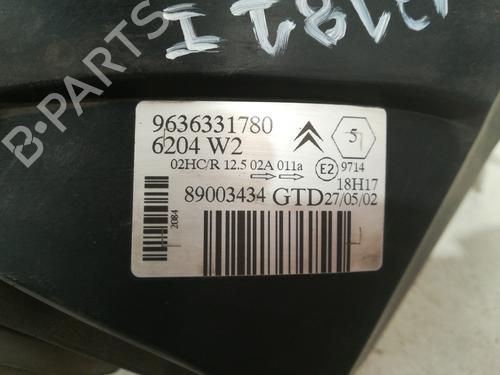 9636331780
6204 W2
5
02HC/R 12.5 02A 011a
E2
9714
18H17
89003434 GTD 27/05/02
2084
B-PARTS